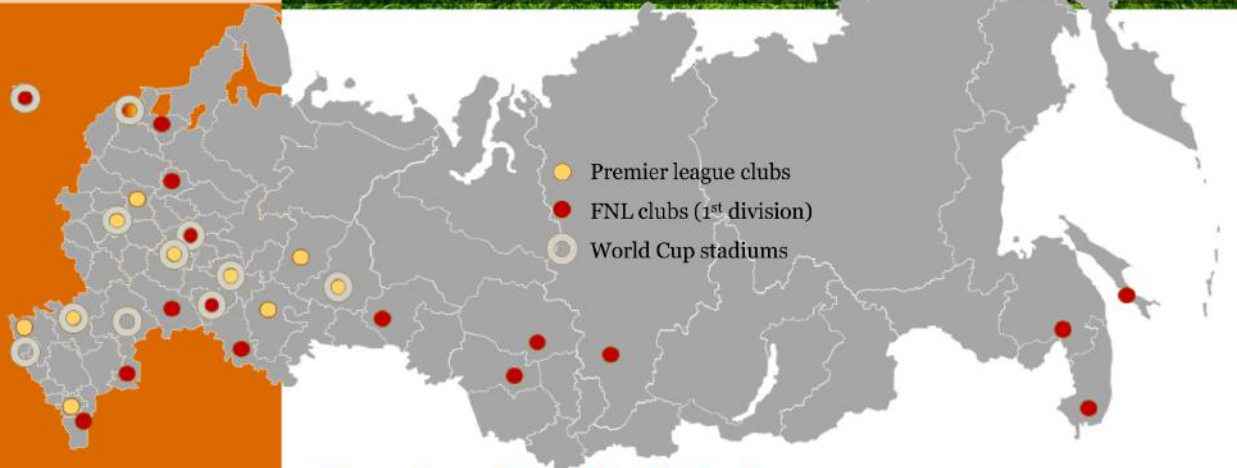 Premier league clubs
FNL clubs (1st division)
World Cup stadiums